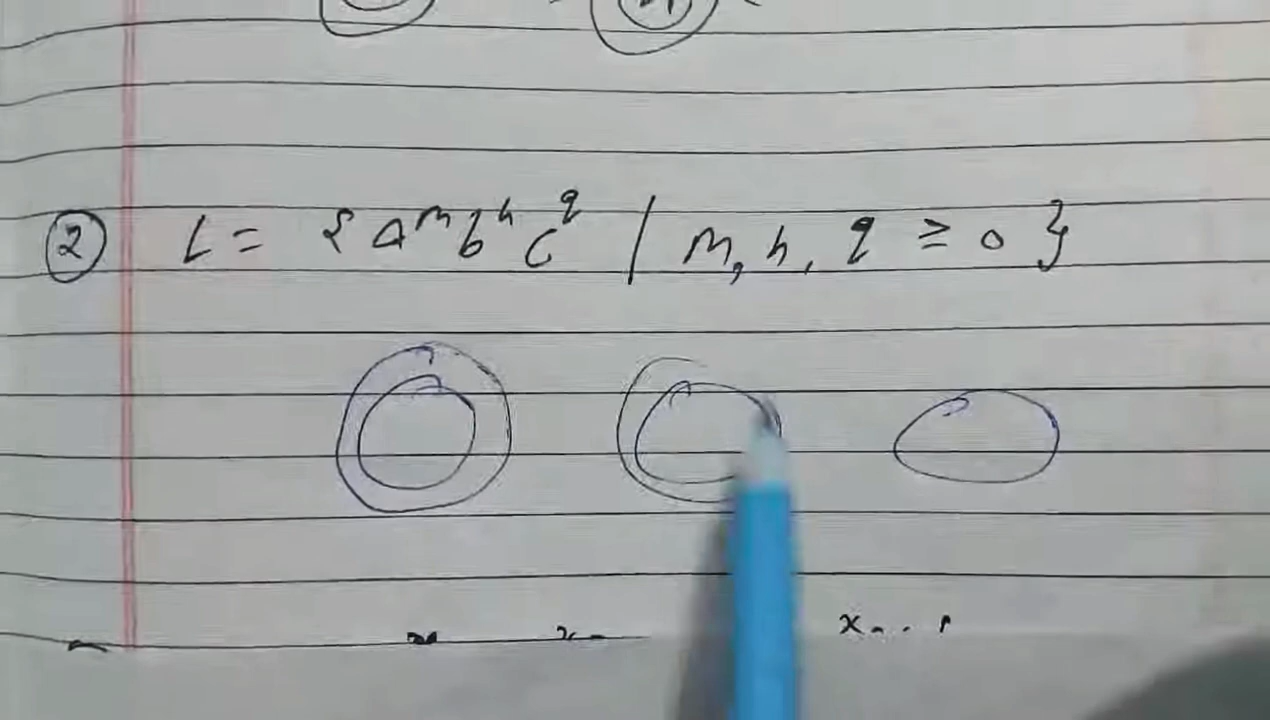 ② L = { a^m b^n c^q / m, n, q ≥ 0 }